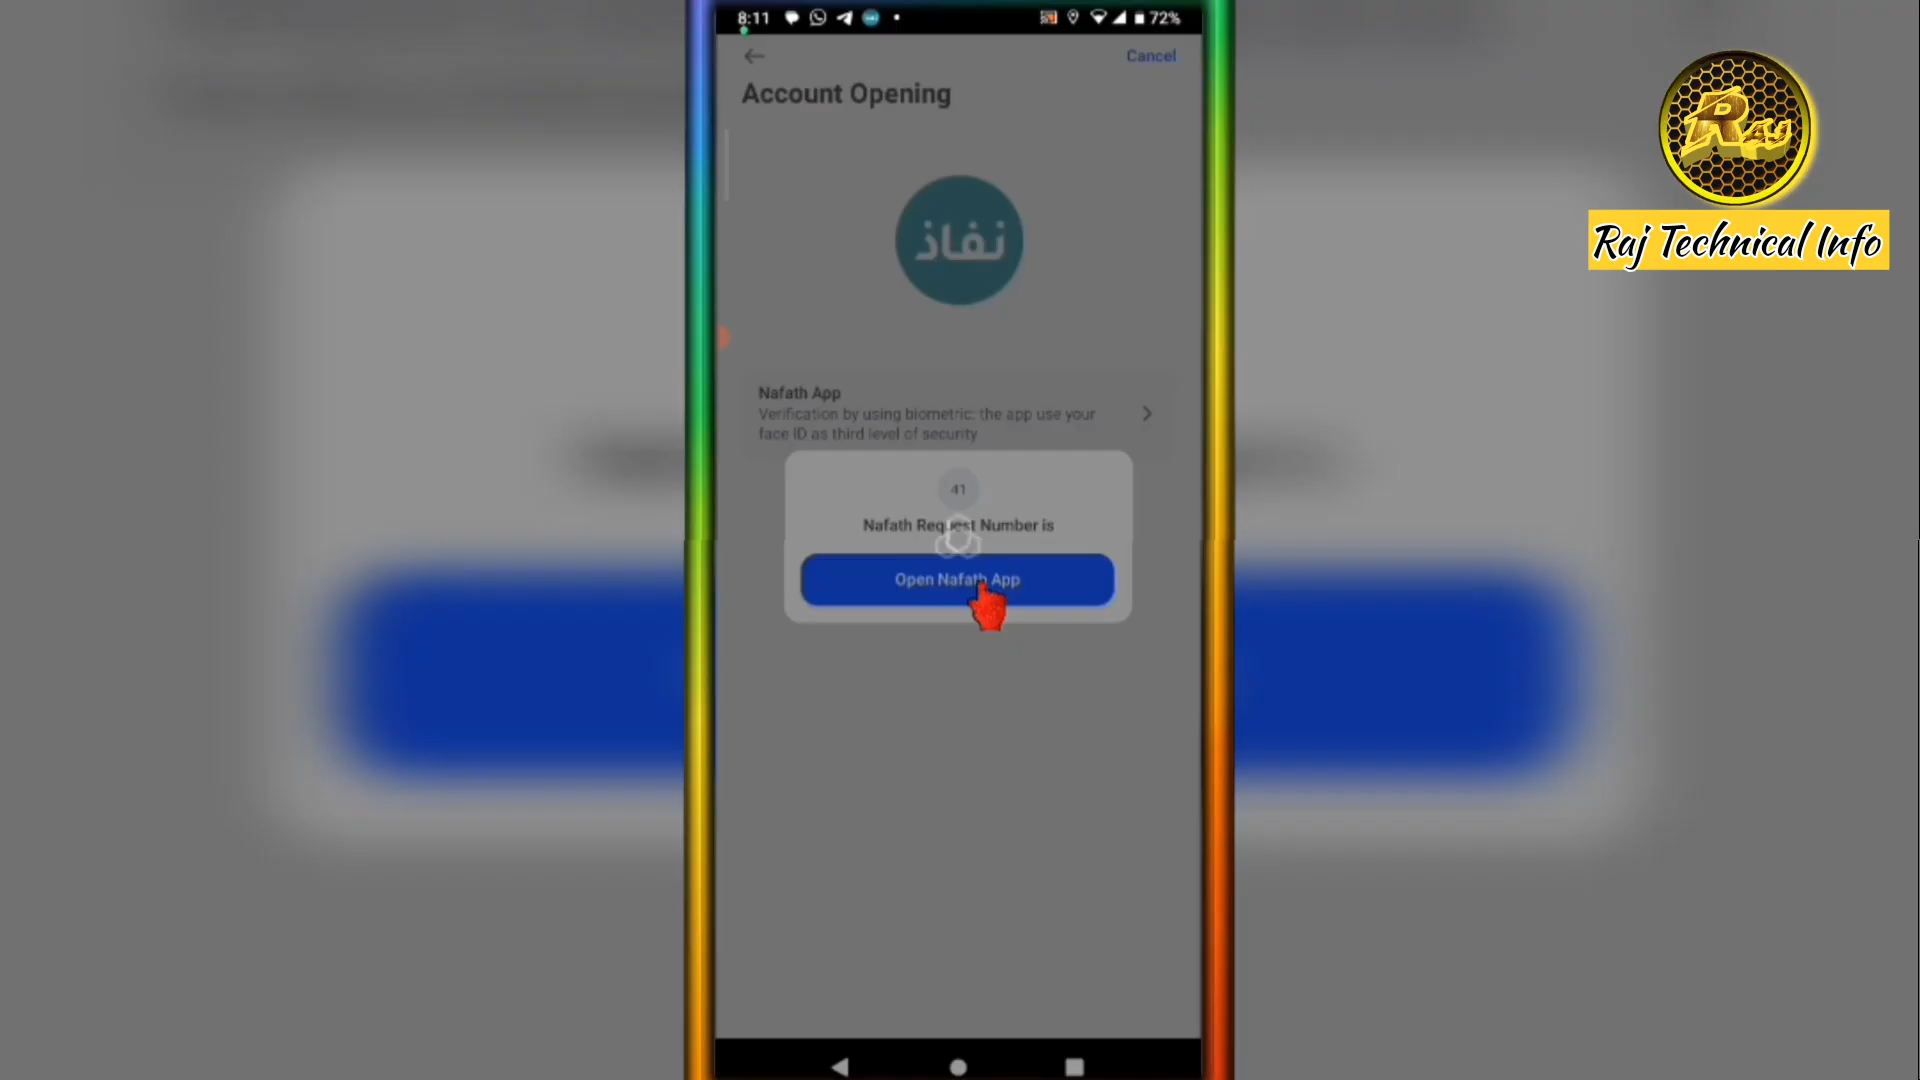 8:11
72%
Cancel
Account Opening
نفاذ
Nafath App
Verification by using biometric: the app use your
face ID as third level of security
41
Nafath Request Number is
Open Nafath App
Raj
Raj Technical Info